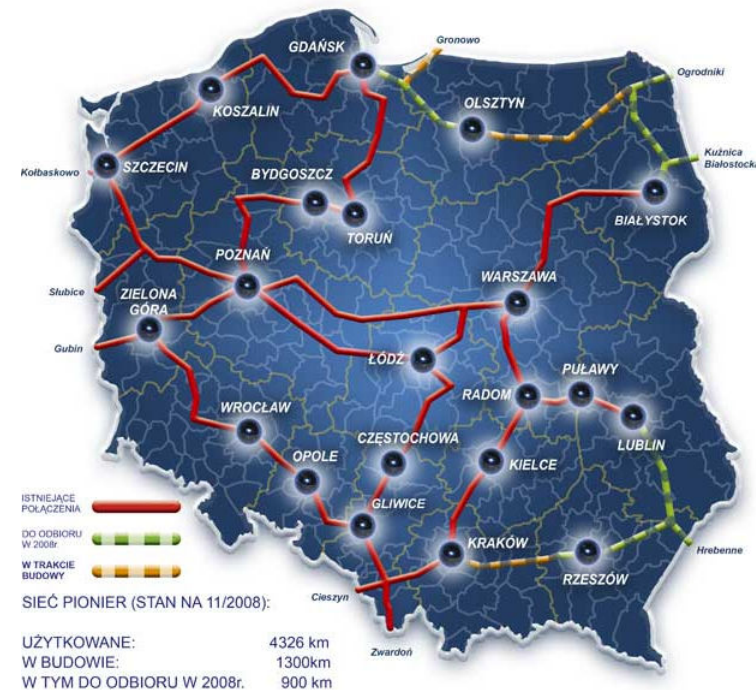 GDAŃSK
Gronowo
KOSZALIN
OLSZTYN
Ogrodniki
Kołbaskowo
SZCZECIN
BYDGOSZCZ
TORUŃ
Kuźnica
Białostocka
BIAŁYSTOK
POZNAŃ
WARSZAWA
Słubice
ZIELONA
GÓRA
Gubin
ŁÓDŹ
RADOM
PUŁAWY
LUBLIN
WROCŁAW
CZĘSTOCHOWA
OPOLE
KIELCE
GLIWICE
KRAKÓW
RZESZÓW
Hrebenne
Cieszyn
Zwardoń
ISTNIEJĄCE
POŁĄCZENIA
DO ODBIORU
W 2008r.
W TRAKCIE
BUDOWY
SIEĆ PIONIER (STAN NA 11/2008):
UŻYTKOWANE: 4326 km
W BUDOWIE: 1300km
W TYM DO ODBIORU W 2008r. 900 km